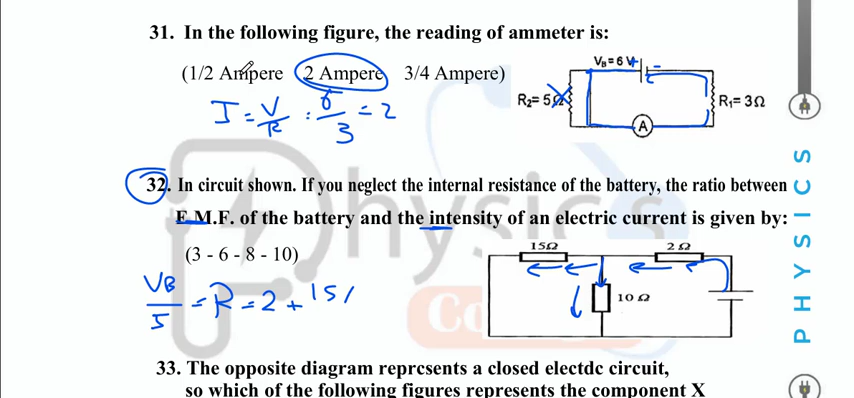 31. In the following figure, the reading of ammeter is:
(1/2 Ampere 2 Ampere 3/4 Ampere)
V_B = 6 V
R₂= 5Ω
R₁= 3Ω
A
I = V/R : 6/3 = 2
32. In circuit shown. If you neglect the internal resistance of the battery, the ratio between
E.M.F. of the battery and the intensity of an electric current is given by:
(3 - 6 - 8 - 10)
15Ω
2 Ω
10 Ω
VB/5 = R = 2 + 15/
33. The opposite diagram reprcsents a closed electdc circuit,
so which of the following figures represents the component X
PHYSICS
Physics
Co